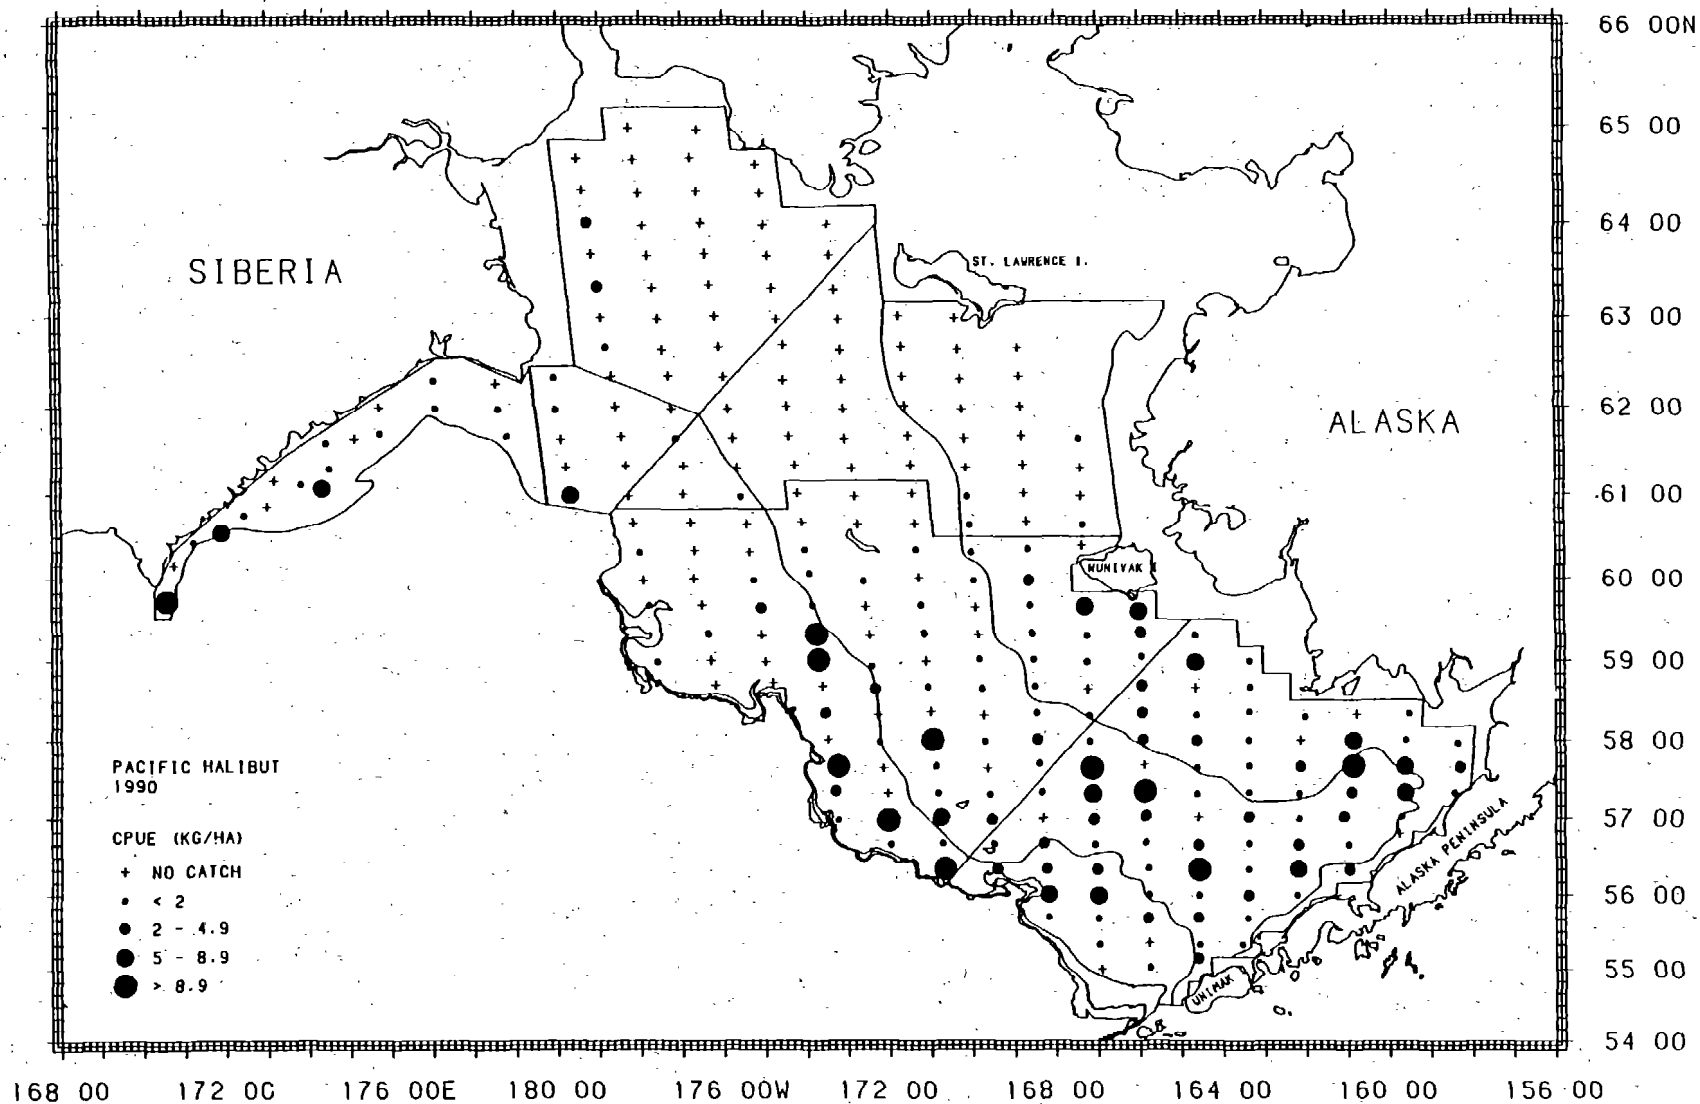 66 00N
65 00
64 00
SIBERIA
ST. LAWRENCE I.
63 00
62 00
ALASKA
61 00
NUNIVAK
60 00
59 00
58 00
PACIFIC HALIBUT
1990
57 00
CPUE (KG/HA)
+ NO CATCH
< 2
2 - 4.9
5 - 8.9
> 8.9
ALASKA PENINSULA
56 00
55 00
UNIMAK
54 00
168 00 172 00 176 00E 180 00 176 00W 172 00 168 00 164 00 160 00 156 00